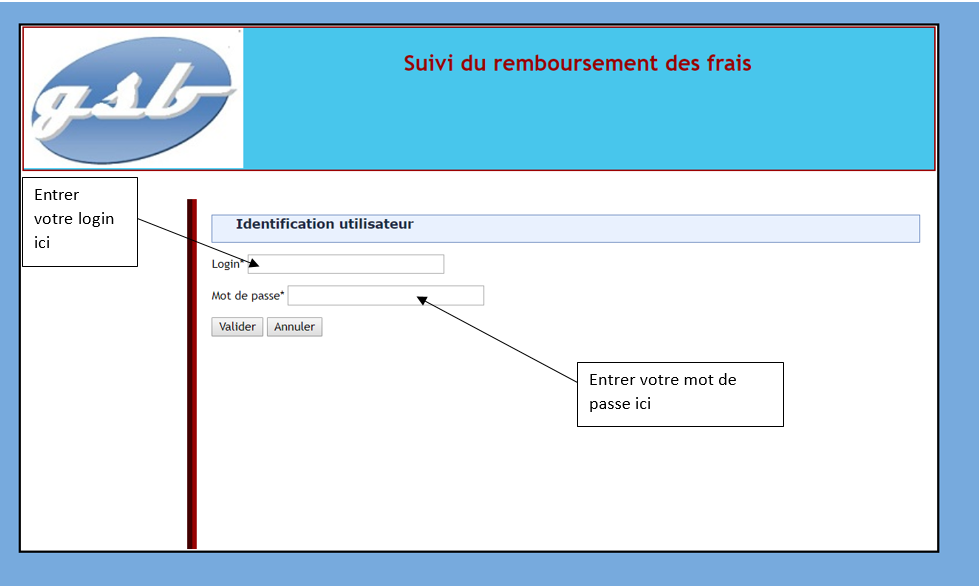 gsb
Suivi du remboursement des frais
Entrer
votre login
ici
Identification utilisateur
Login*
Mot de passe*
Valider Annuler
Entrer votre mot de
passe ici